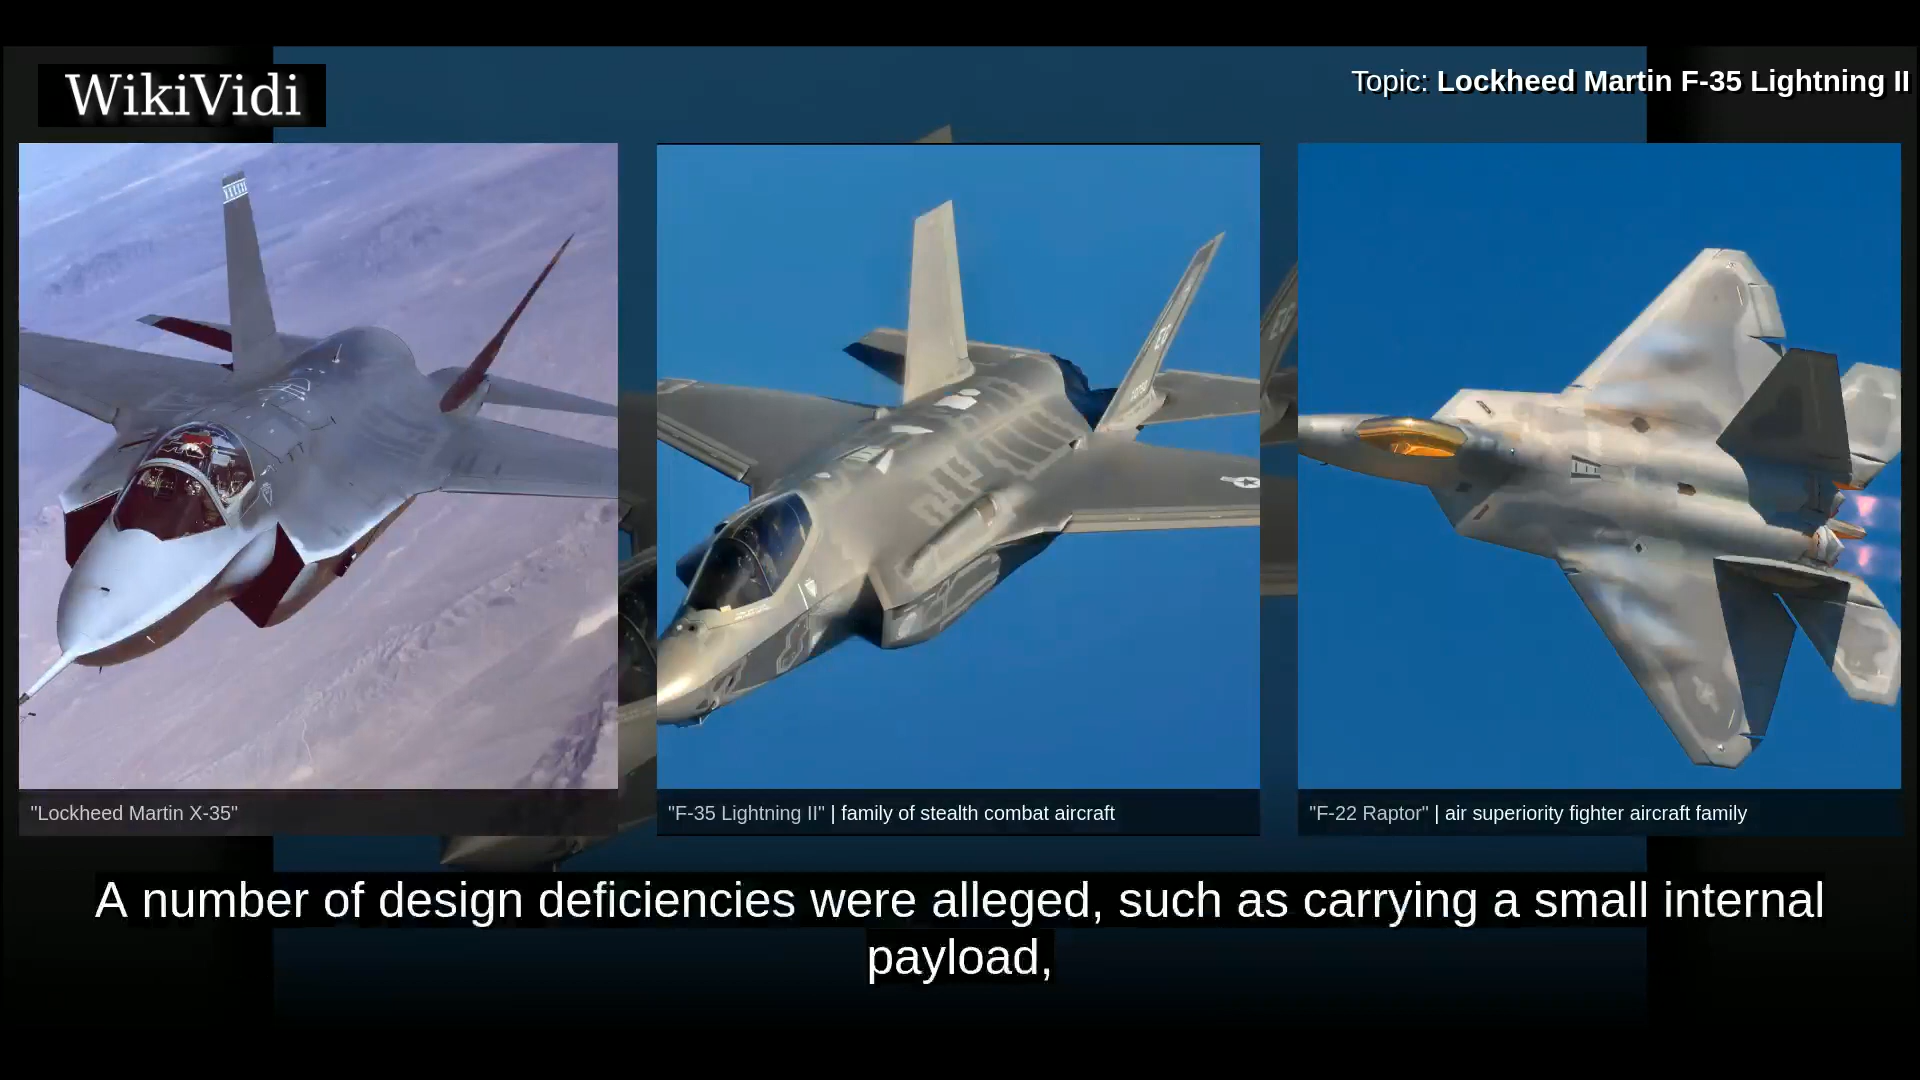 WikiVidi
Topic: Lockheed Martin F-35 Lightning II
"Lockheed Martin X-35"
"F-35 Lightning II" | family of stealth combat aircraft
"F-22 Raptor" | air superiority fighter aircraft family
A number of design deficiencies were alleged, such as carrying a small internal
payload,